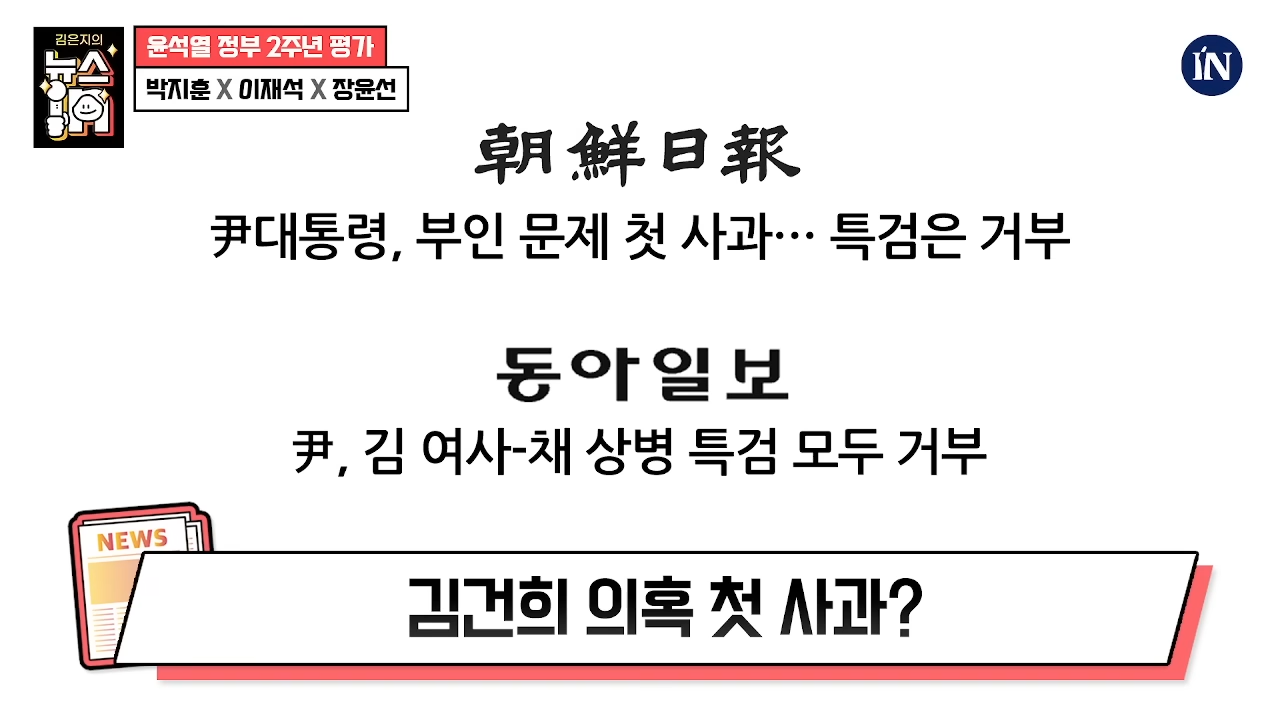 김은지의
뉴스IN
윤석열 정부 2주년 평가
박지훈 X 이재석 X 장윤선
IN
朝鮮日報
尹대통령, 부인 문제 첫 사과… 특검은 거부
동아일보
尹, 김 여사-채 상병 특검 모두 거부
NEWS
김건희 의혹 첫 사과?